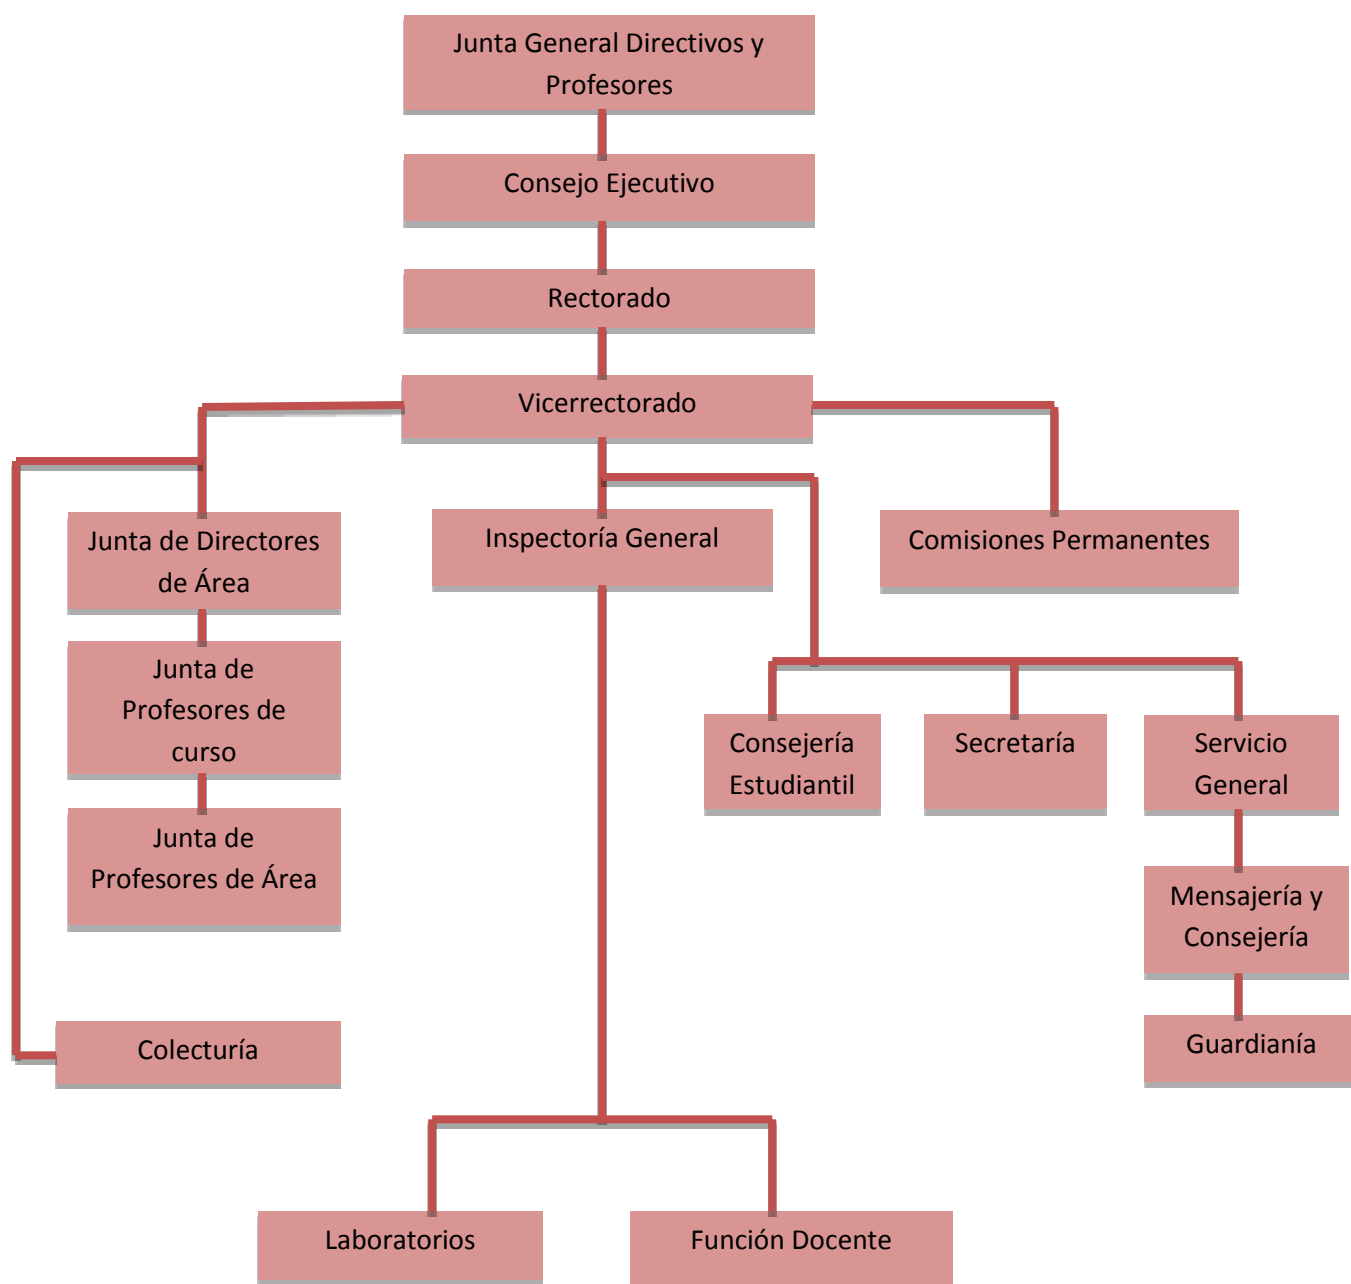 Junta General Directivos y
Profesores
Consejo Ejecutivo
Rectorado
Vicerrectorado
Junta de Directores
de Área
Inspectoría General
Comisiones Permanentes
Junta de
Profesores de
curso
Consejería
Estudiantil
Secretaría
Servicio
General
Junta de
Profesores de Área
Mensajería y
Consejería
Colecturía
Guardianía
Laboratorios
Función Docente